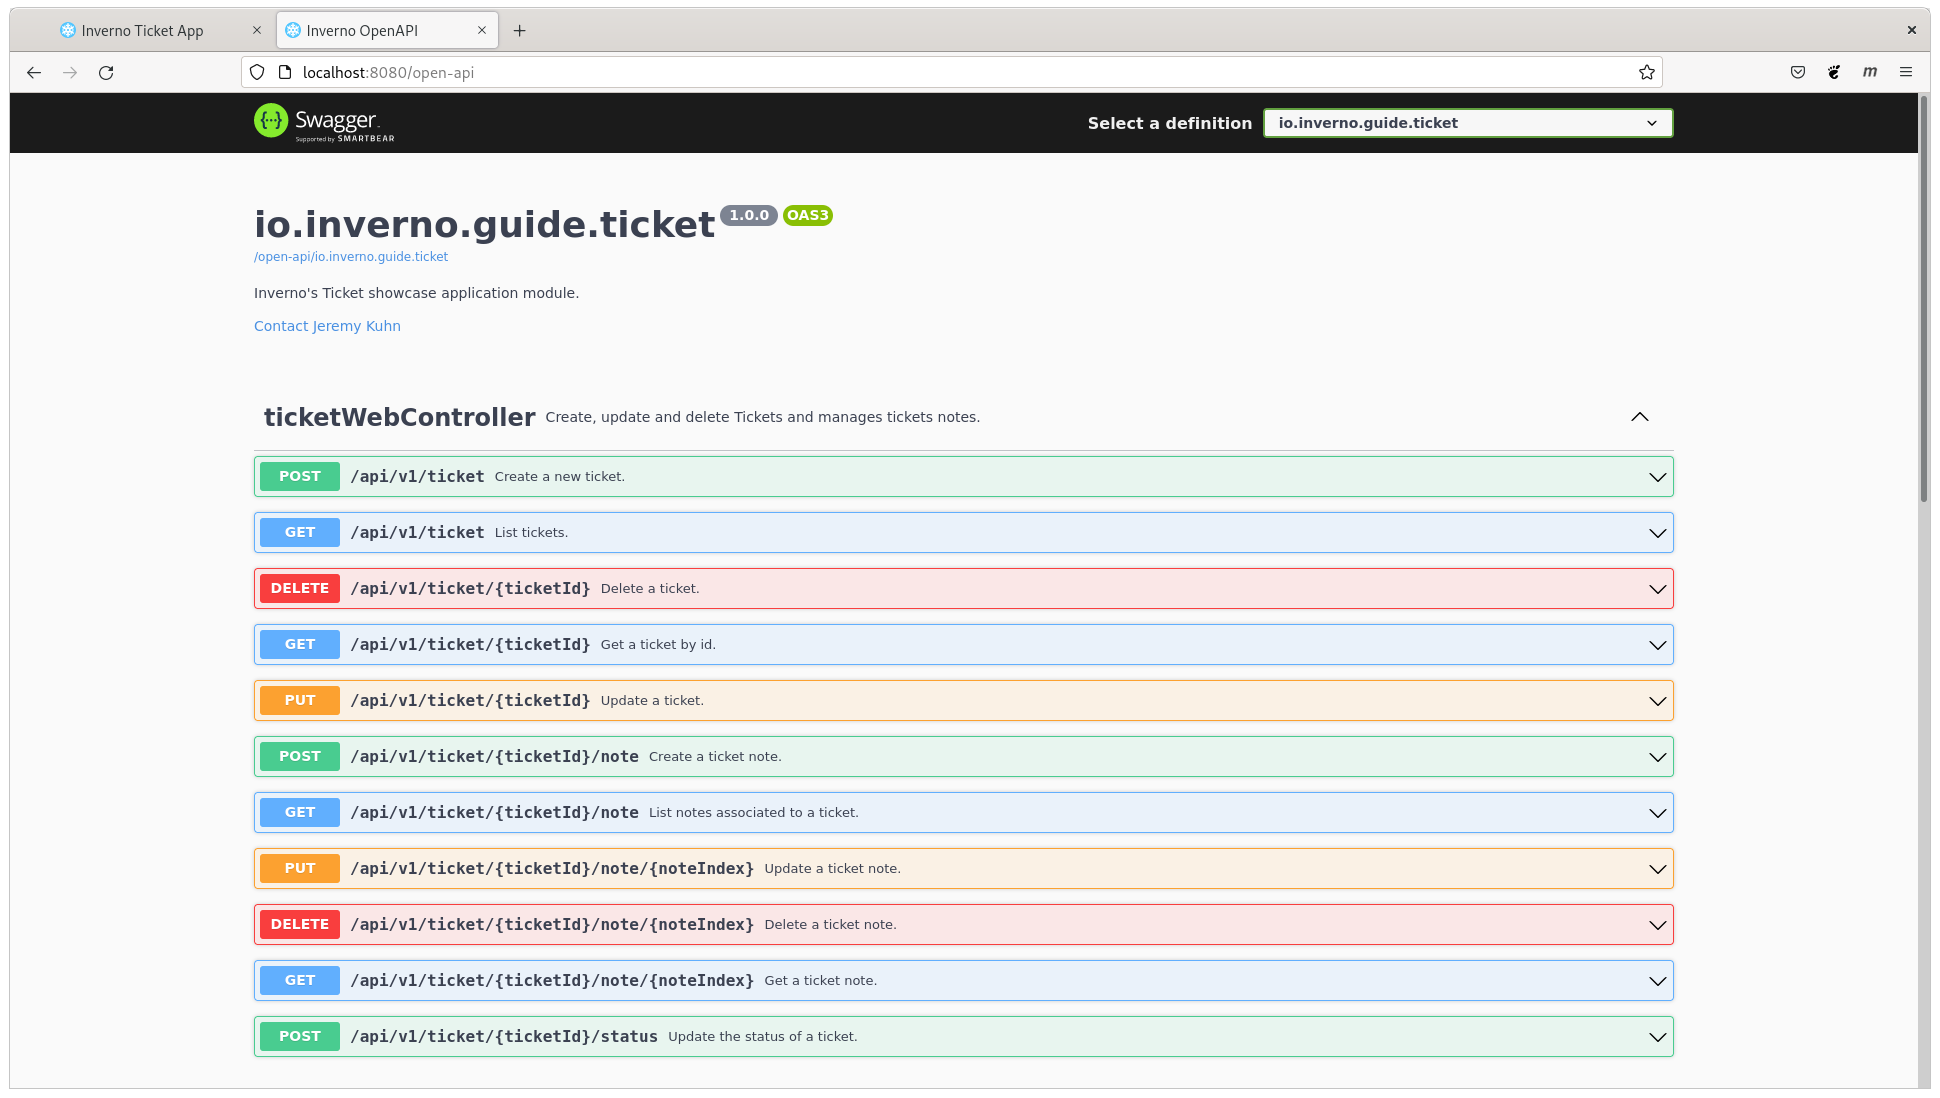 Inverno Ticket App
Inverno OpenAPI
localhost:8080/open-api
Swagger.
Supported by SMARTBEAR
Select a definition
io.inverno.guide.ticket
io.inverno.guide.ticket 1.0.0 OAS3
/open-api/io.inverno.guide.ticket
Inverno's Ticket showcase application module.
Contact Jeremy Kuhn
ticketWebController Create, update and delete Tickets and manages tickets notes.
POST /api/v1/ticket Create a new ticket.
GET /api/v1/ticket List tickets.
DELETE /api/v1/ticket/{ticketId} Delete a ticket.
GET /api/v1/ticket/{ticketId} Get a ticket by id.
PUT /api/v1/ticket/{ticketId} Update a ticket.
POST /api/v1/ticket/{ticketId}/note Create a ticket note.
GET /api/v1/ticket/{ticketId}/note List notes associated to a ticket.
PUT /api/v1/ticket/{ticketId}/note/{noteIndex} Update a ticket note.
DELETE /api/v1/ticket/{ticketId}/note/{noteIndex} Delete a ticket note.
GET /api/v1/ticket/{ticketId}/note/{noteIndex} Get a ticket note.
POST /api/v1/ticket/{ticketId}/status Update the status of a ticket.